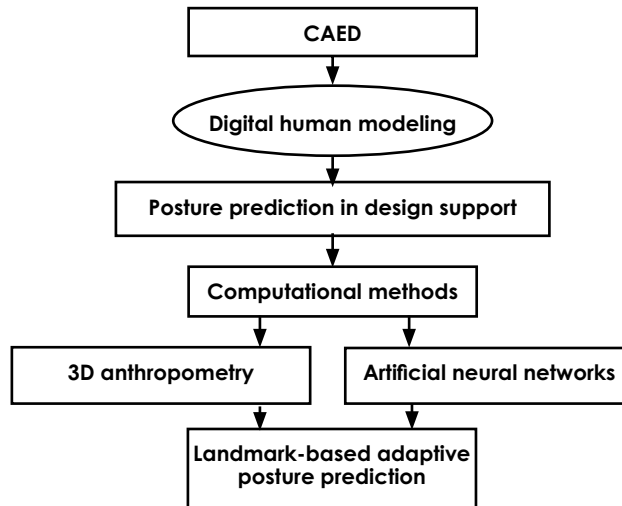 CAED
Digital human modeling
Posture prediction in design support
Computational methods
3D anthropometry
Artificial neural networks
Landmark-based adaptive
posture prediction